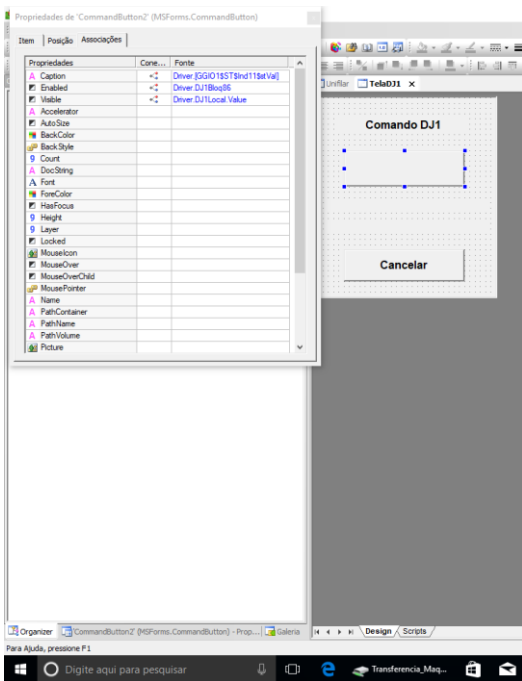 Propriedades de 'CommandButton2' (MSForms.CommandButton)
Item Posição Associações
Propriedades Cone... Fonte
Caption Driver.[GGIO1$ST$Ind11$stVal]
Enabled Driver.DJ1Bloq86
Visible Driver.DJ1Local.Value
Accelerator
AutoSize
BackColor
BackStyle
Count
DocString
Font
ForeColor
HasFocus
Height
Layer
Locked
MouseIcon
MouseOver
MouseOverChild
MousePointer
Name
PathContainer
PathName
PathVolume
Picture
Unifilar TelaDJ1
Comando DJ1
Cancelar
Organizer 'CommandButton2' (MSForms.CommandButton) - Prop... Galeria Design Scripts
Para Ajuda, pressione F1
Digite aqui para pesquisar Transferencia_Maq...